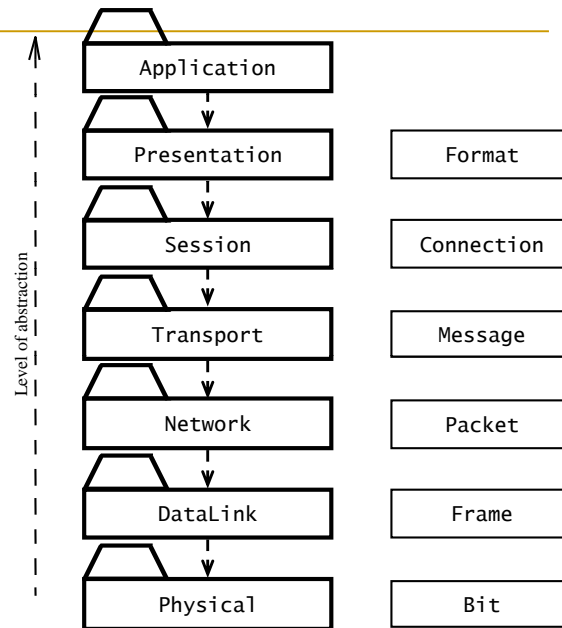 Application
Presentation
Format
Session
Connection
Level of abstraction
Transport
Message
Network
Packet
DataLink
Frame
Physical
Bit